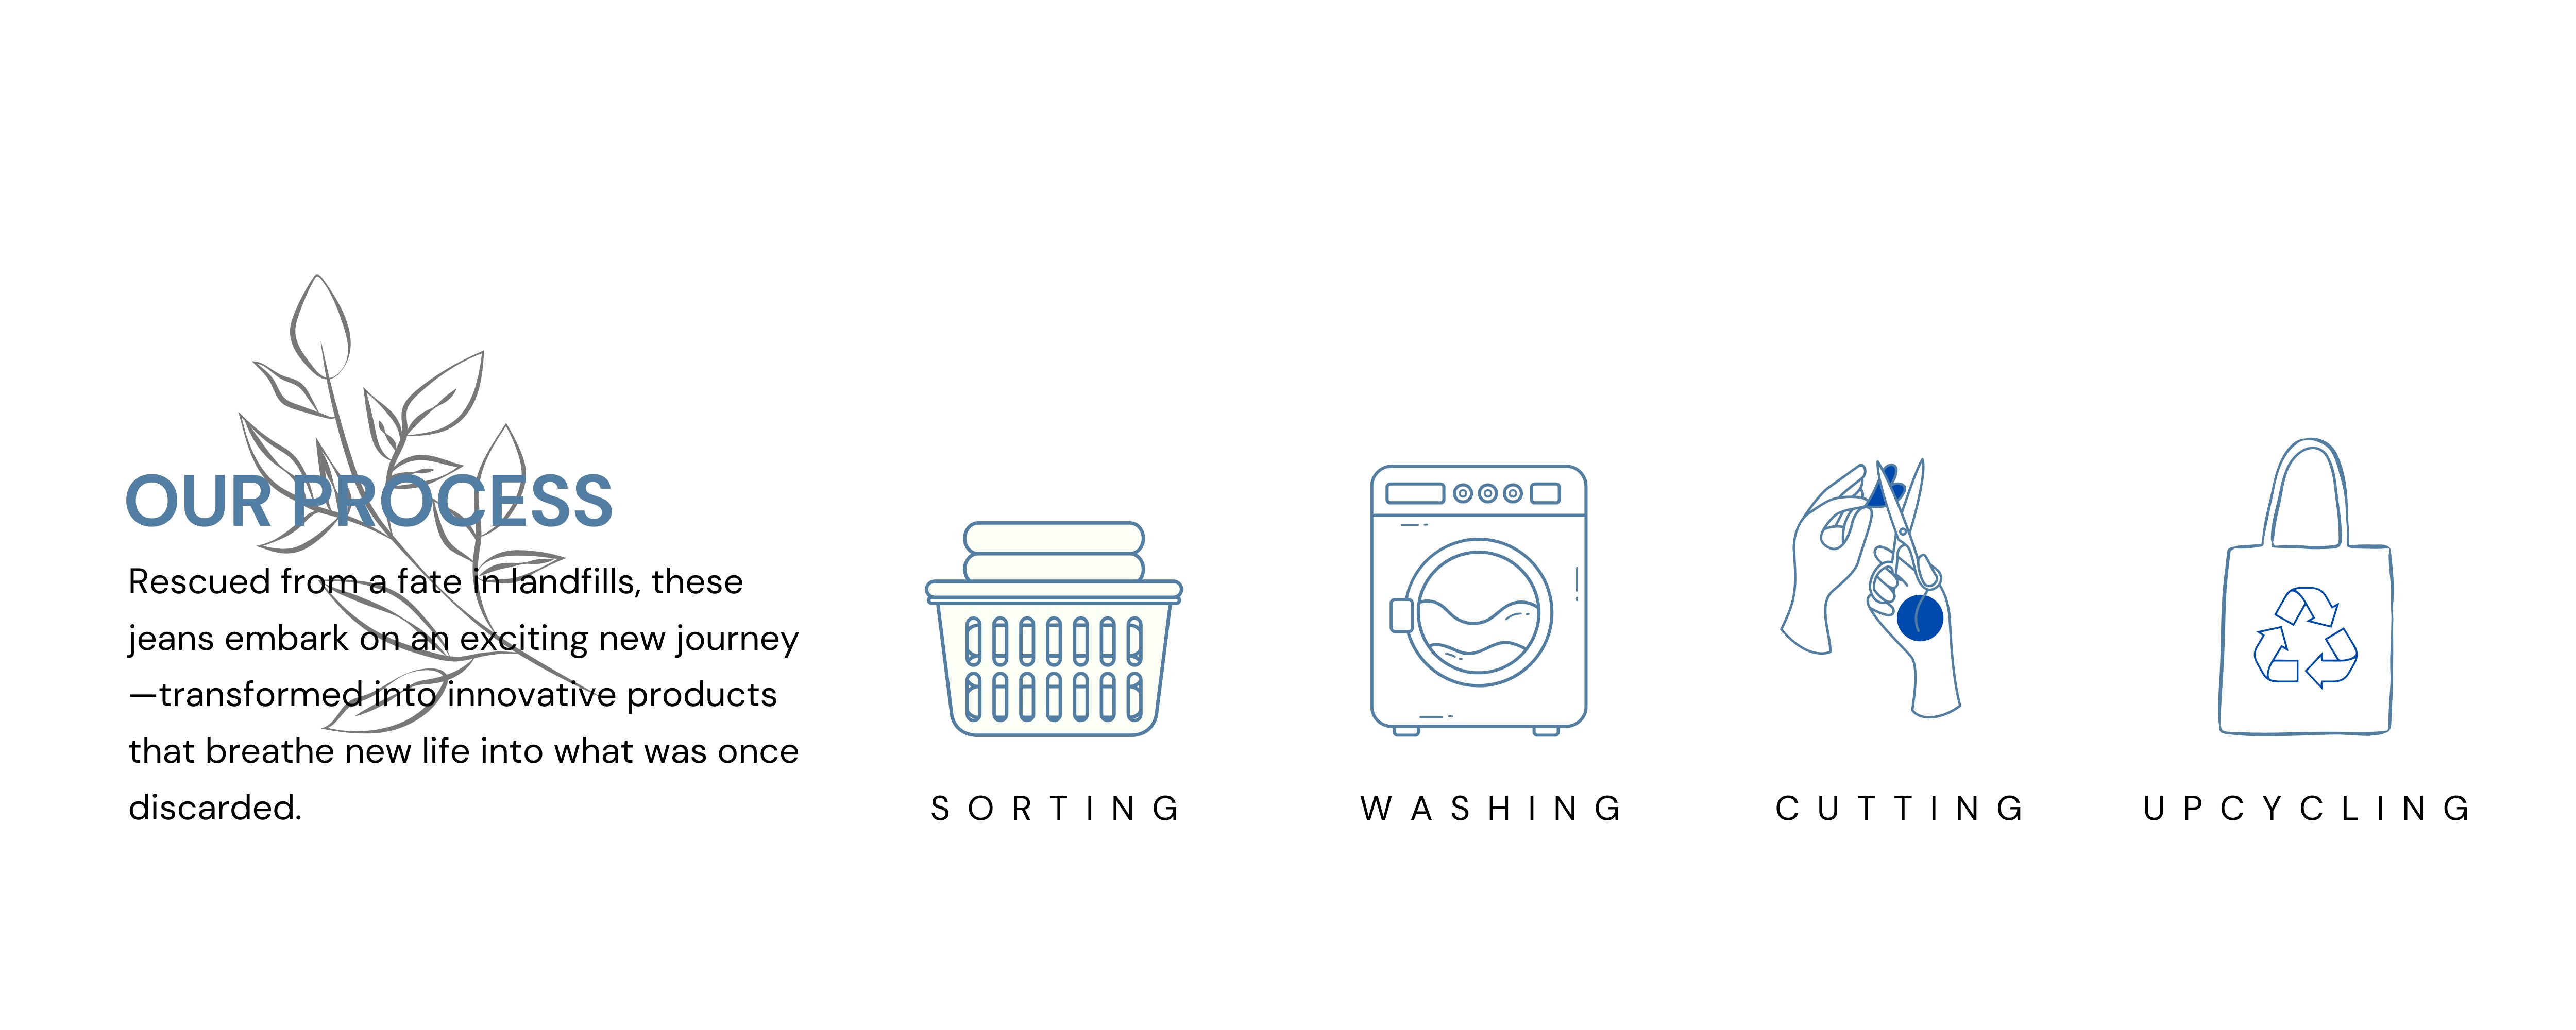 OUR PROCESS
Rescued from a fate in landfills, these
jeans embark on an exciting new journey
—transformed into innovative products
that breathe new life into what was once
discarded.
SORTING
WASHING
CUTTING
UPCYCLING